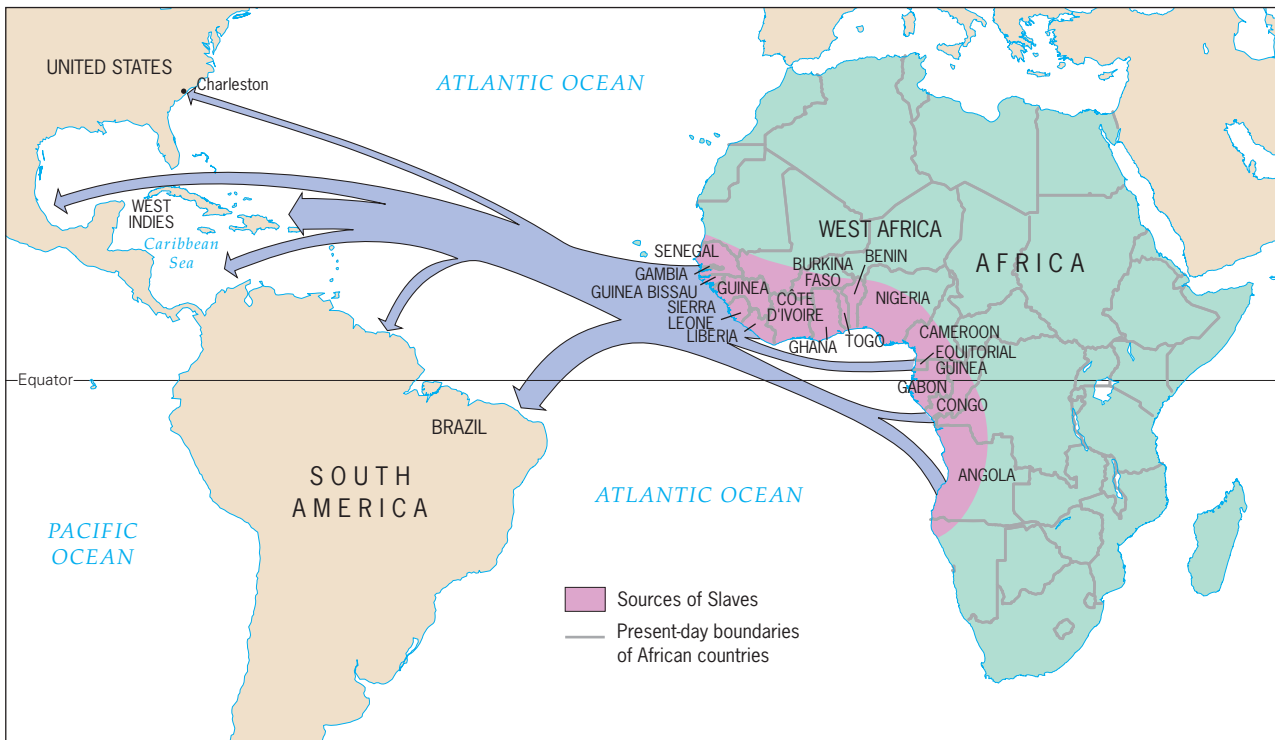 UNITED STATES
Charleston
ATLANTIC OCEAN
WEST
INDIES
Caribbean
Sea
SENEGAL
GAMBIA
GUINEA BISSAU
GUINEA
SIERRA
LEONE
LIBERIA
CÔTE
D'IVOIRE
BURKINA
FASO
GHANA
TOGO
BENIN
WEST AFRICA
AFRICA
NIGERIA
CAMEROON
EQUITORIAL
GUINEA
GABON
CONGO
ANGOLA
Equator
BRAZIL
SOUTH
AMERICA
ATLANTIC OCEAN
PACIFIC
OCEAN
Sources of Slaves
Present-day boundaries
of African countries